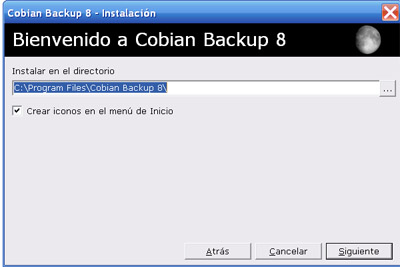 Cobian Backup 8 - Instalación
Bienvenido a Cobian Backup 8
Instalar en el directorio
C:\Program Files\Cobian Backup 8\
...
Crear iconos en el menú de Inicio
Atrás
Cancelar
Siguiente